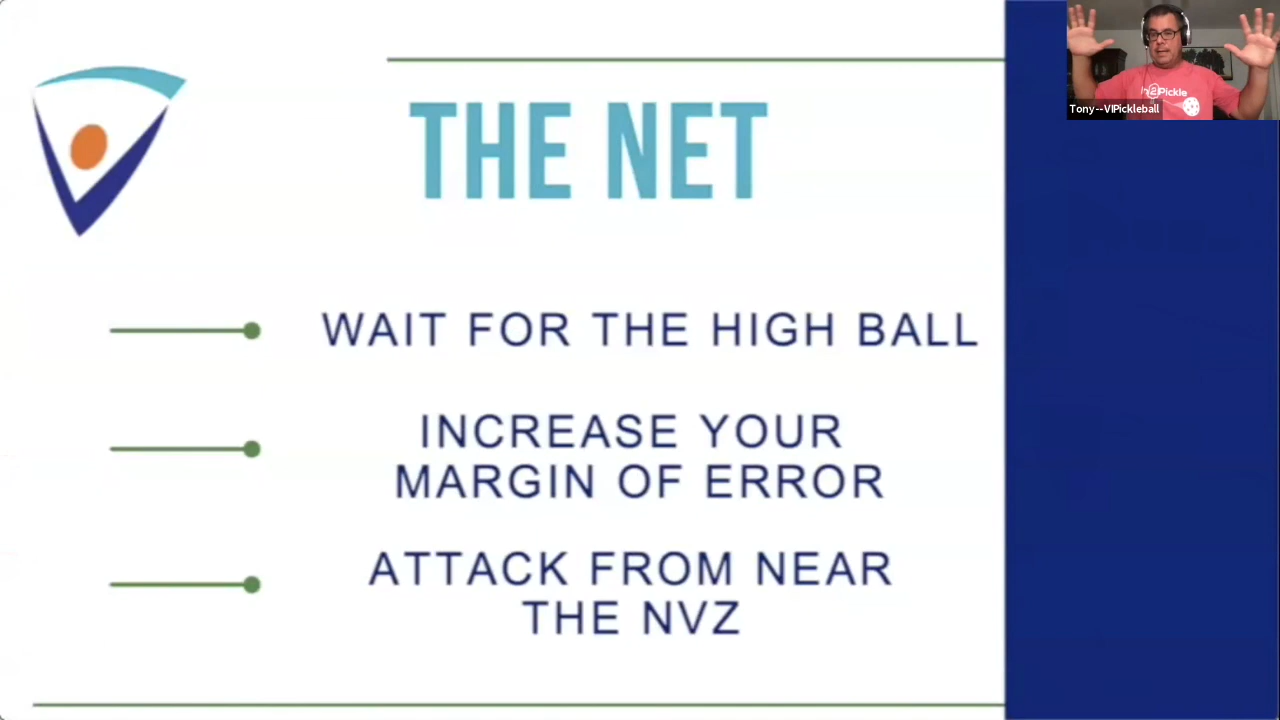 THE NET
WAIT FOR THE HIGH BALL
INCREASE YOUR
MARGIN OF ERROR
ATTACK FROM NEAR
THE NVZ
Tony--VIPickleball
2Pickle